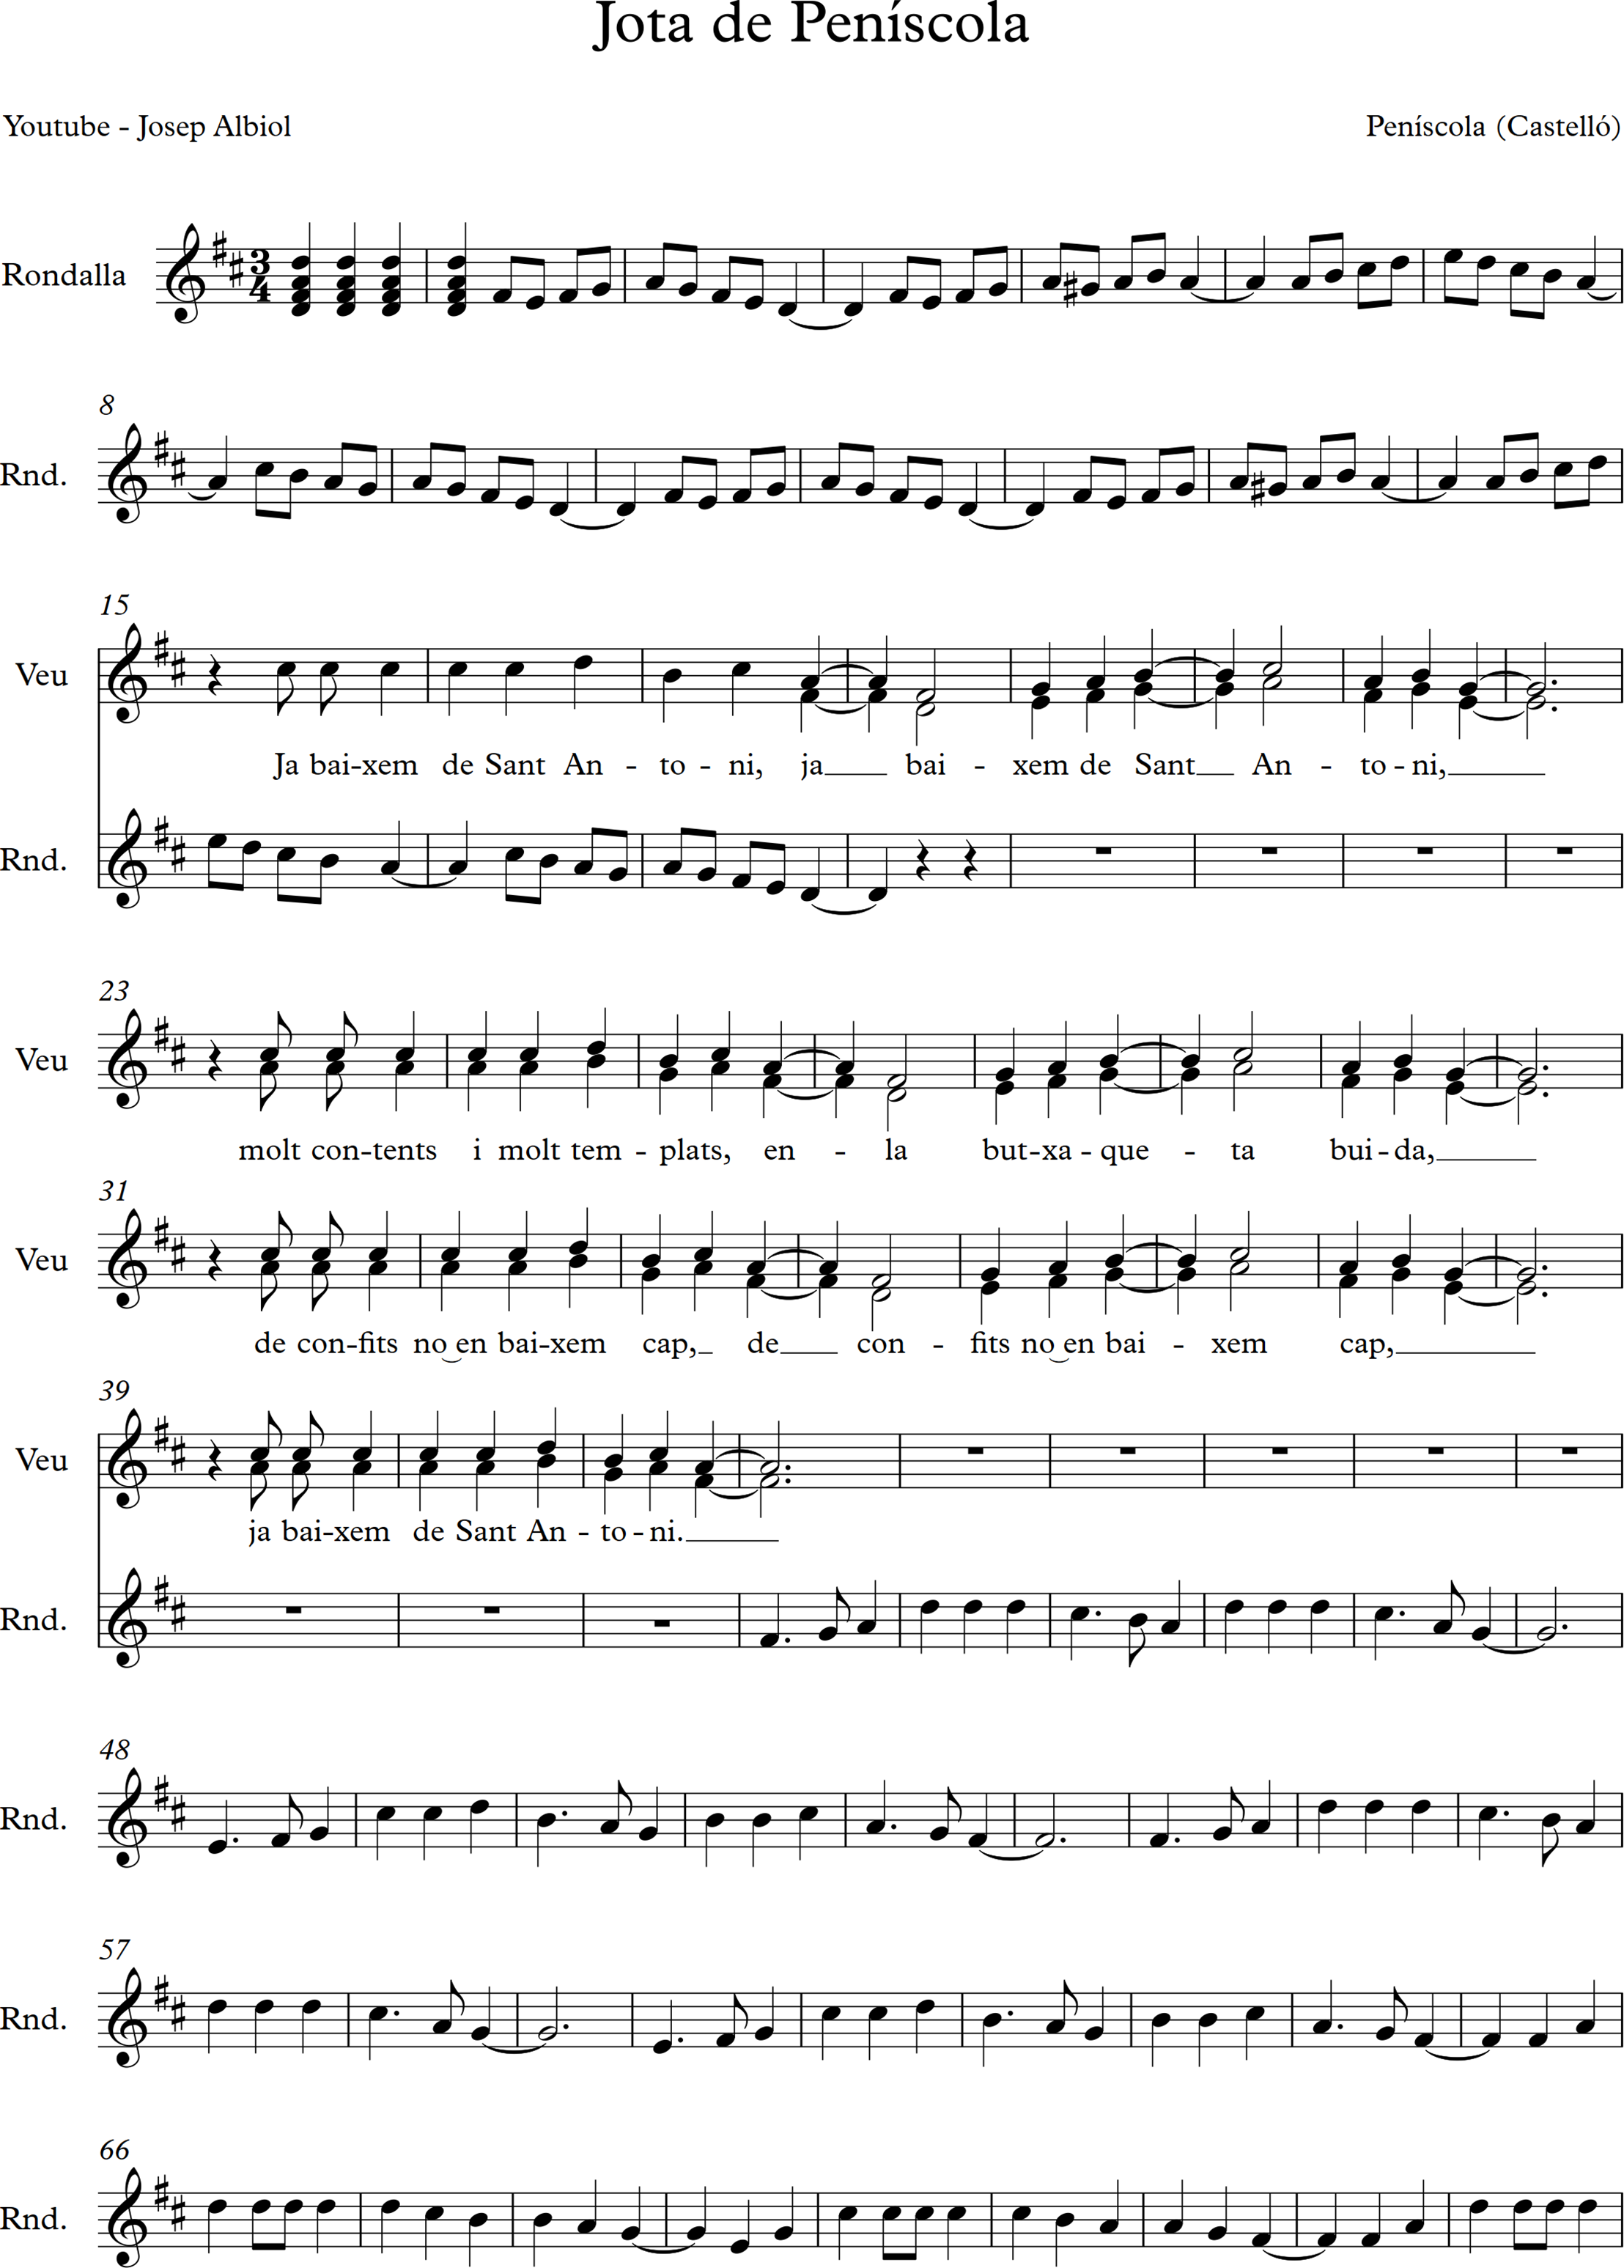 Jota de Peníscola
Youtube - Josep Albiol
Peníscola (Castelló)
Rondalla
3
4
8
Rnd.
15
Veu
Ja bai-xem de Sant An - to - ni, ja bai - xem de Sant An - to - ni,
Rnd.
23
Veu
molt con-tents i molt tem - plats, en - la but-xa - que - ta bui - da,
31
Veu
de con-fits no‿en bai-xem cap, de con - fits no‿en bai - xem cap,
39
Veu
ja bai-xem de Sant An - to - ni.
Rnd.
48
Rnd.
57
Rnd.
66
Rnd.